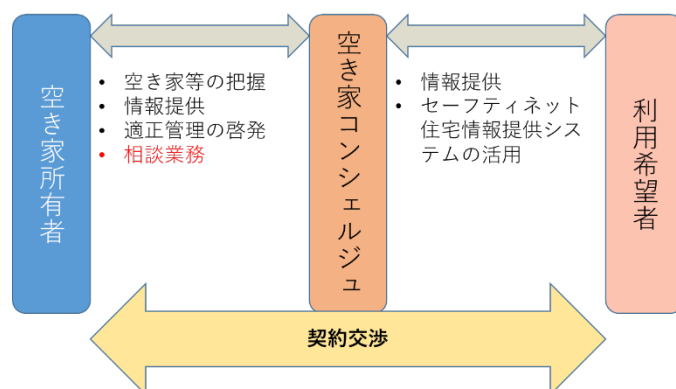 空き家所有者
• 空き家等の把握
• 情報提供
• 適正管理の啓発
• 相談業務
空き家コンシェルジュ
• 情報提供
• セーフティネット
住宅情報提供シス
テムの活用
利用希望者
契約交渉